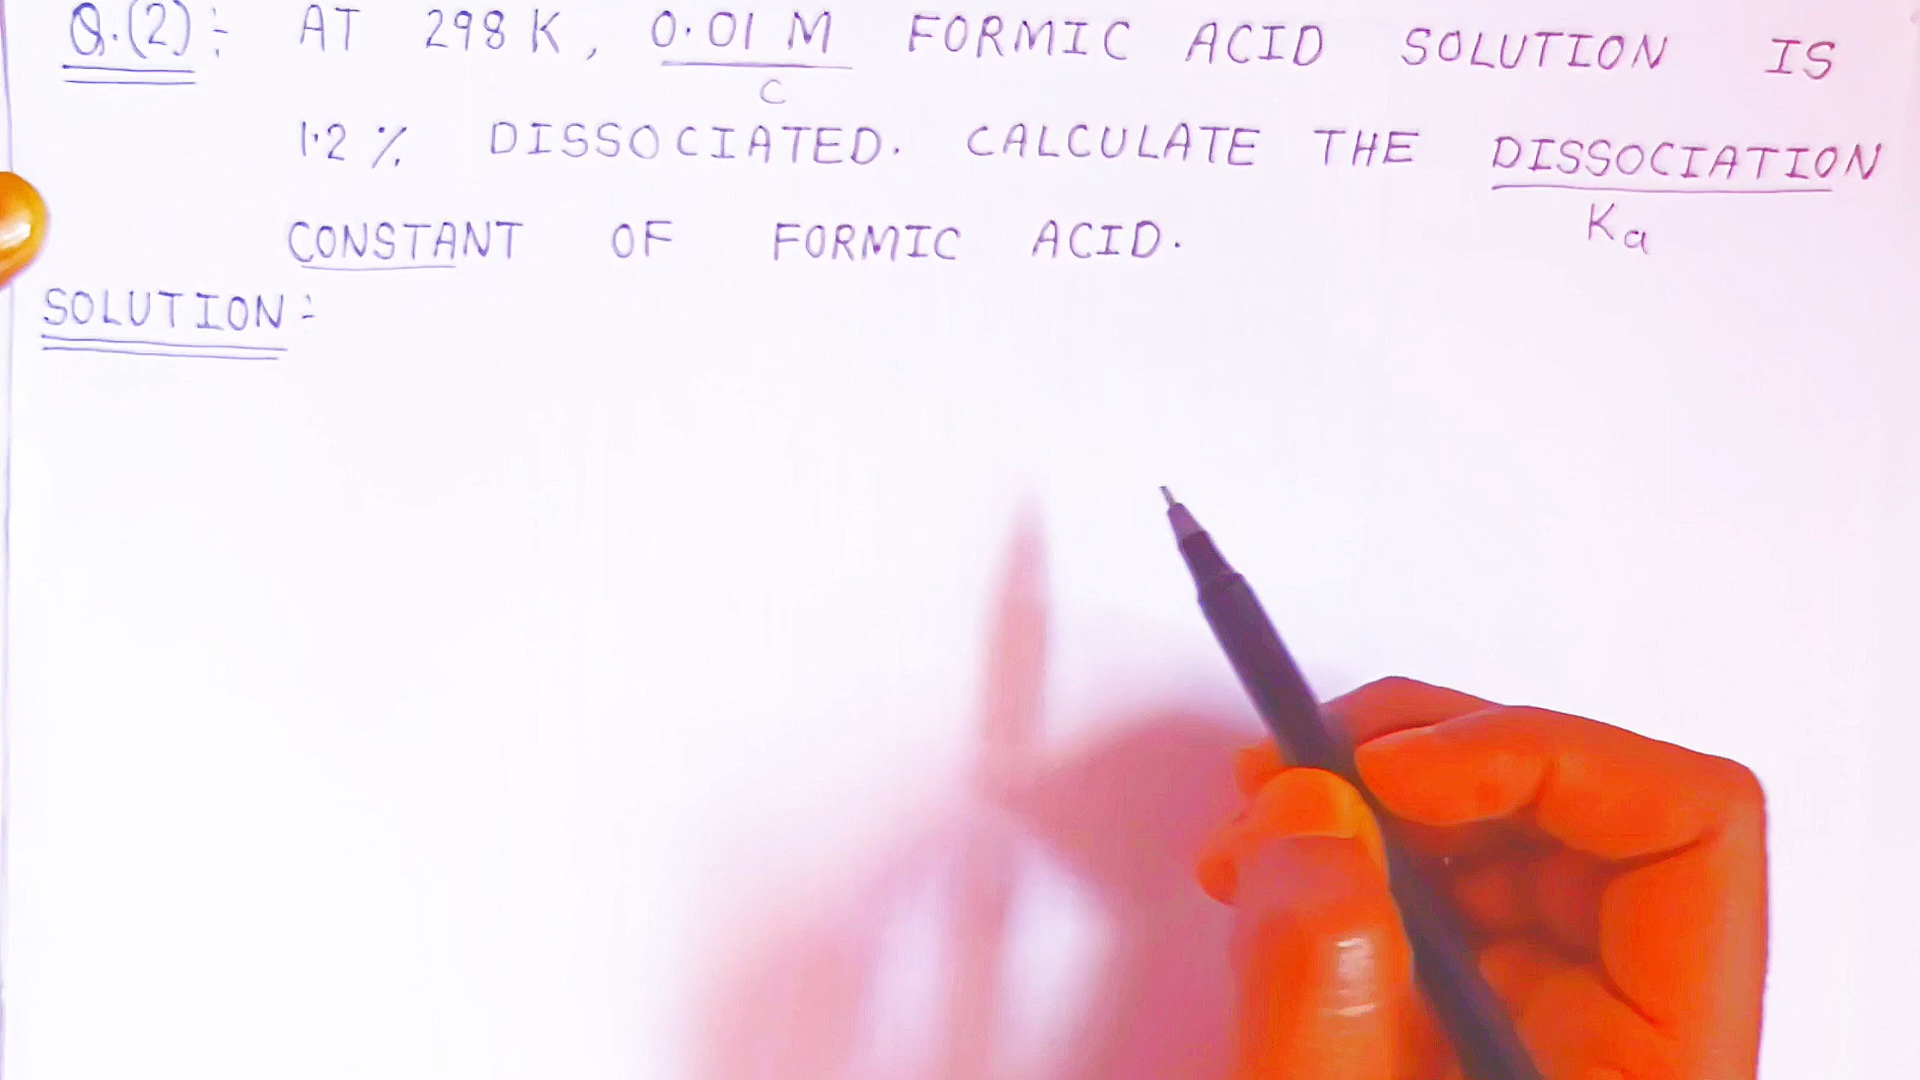 Q.(2):- AT 298 K, 0.01 M FORMIC ACID SOLUTION IS
C
1.2 % DISSOCIATED. CALCULATE THE DISSOCIATION
Ka
CONSTANT OF FORMIC ACID.
SOLUTION:-